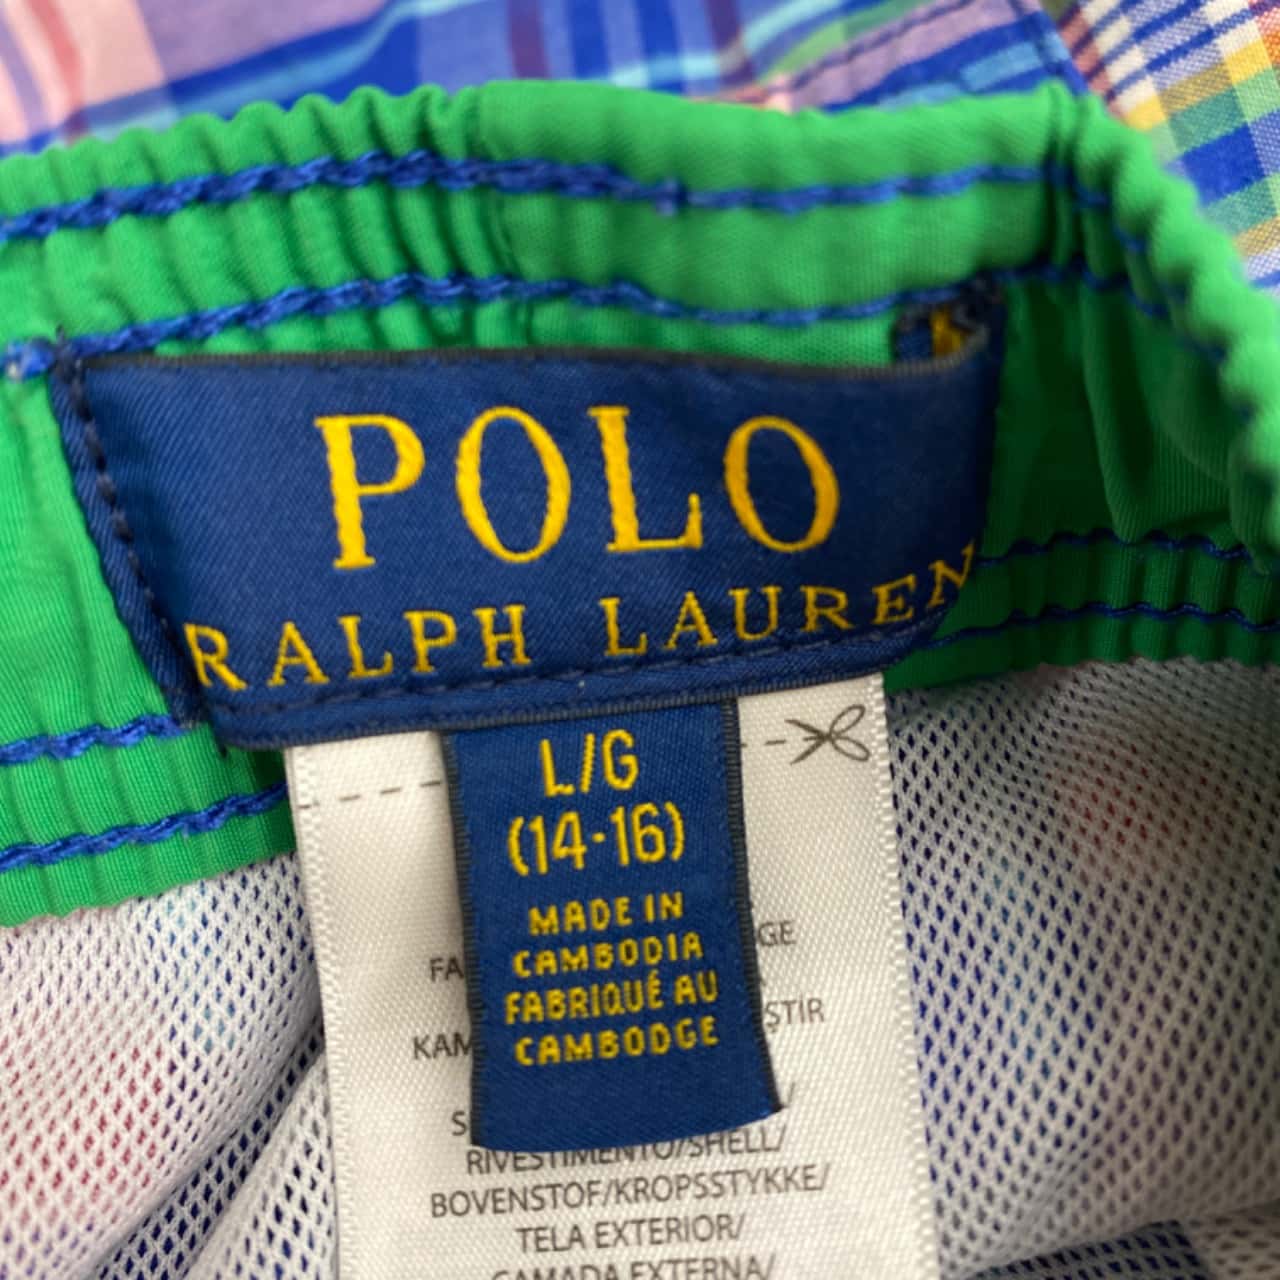 POLO
RALPH LAUREN
L/G
(14-16)
MADE IN
CAMBODIA
FABRIQUÉ AU
CAMBODGE
RIVESTIMENTO/SHELL/
BOVENSTOF/KROPSSTYKKE/
TELA EXTERIOR/
CAMADA EXTERNA/